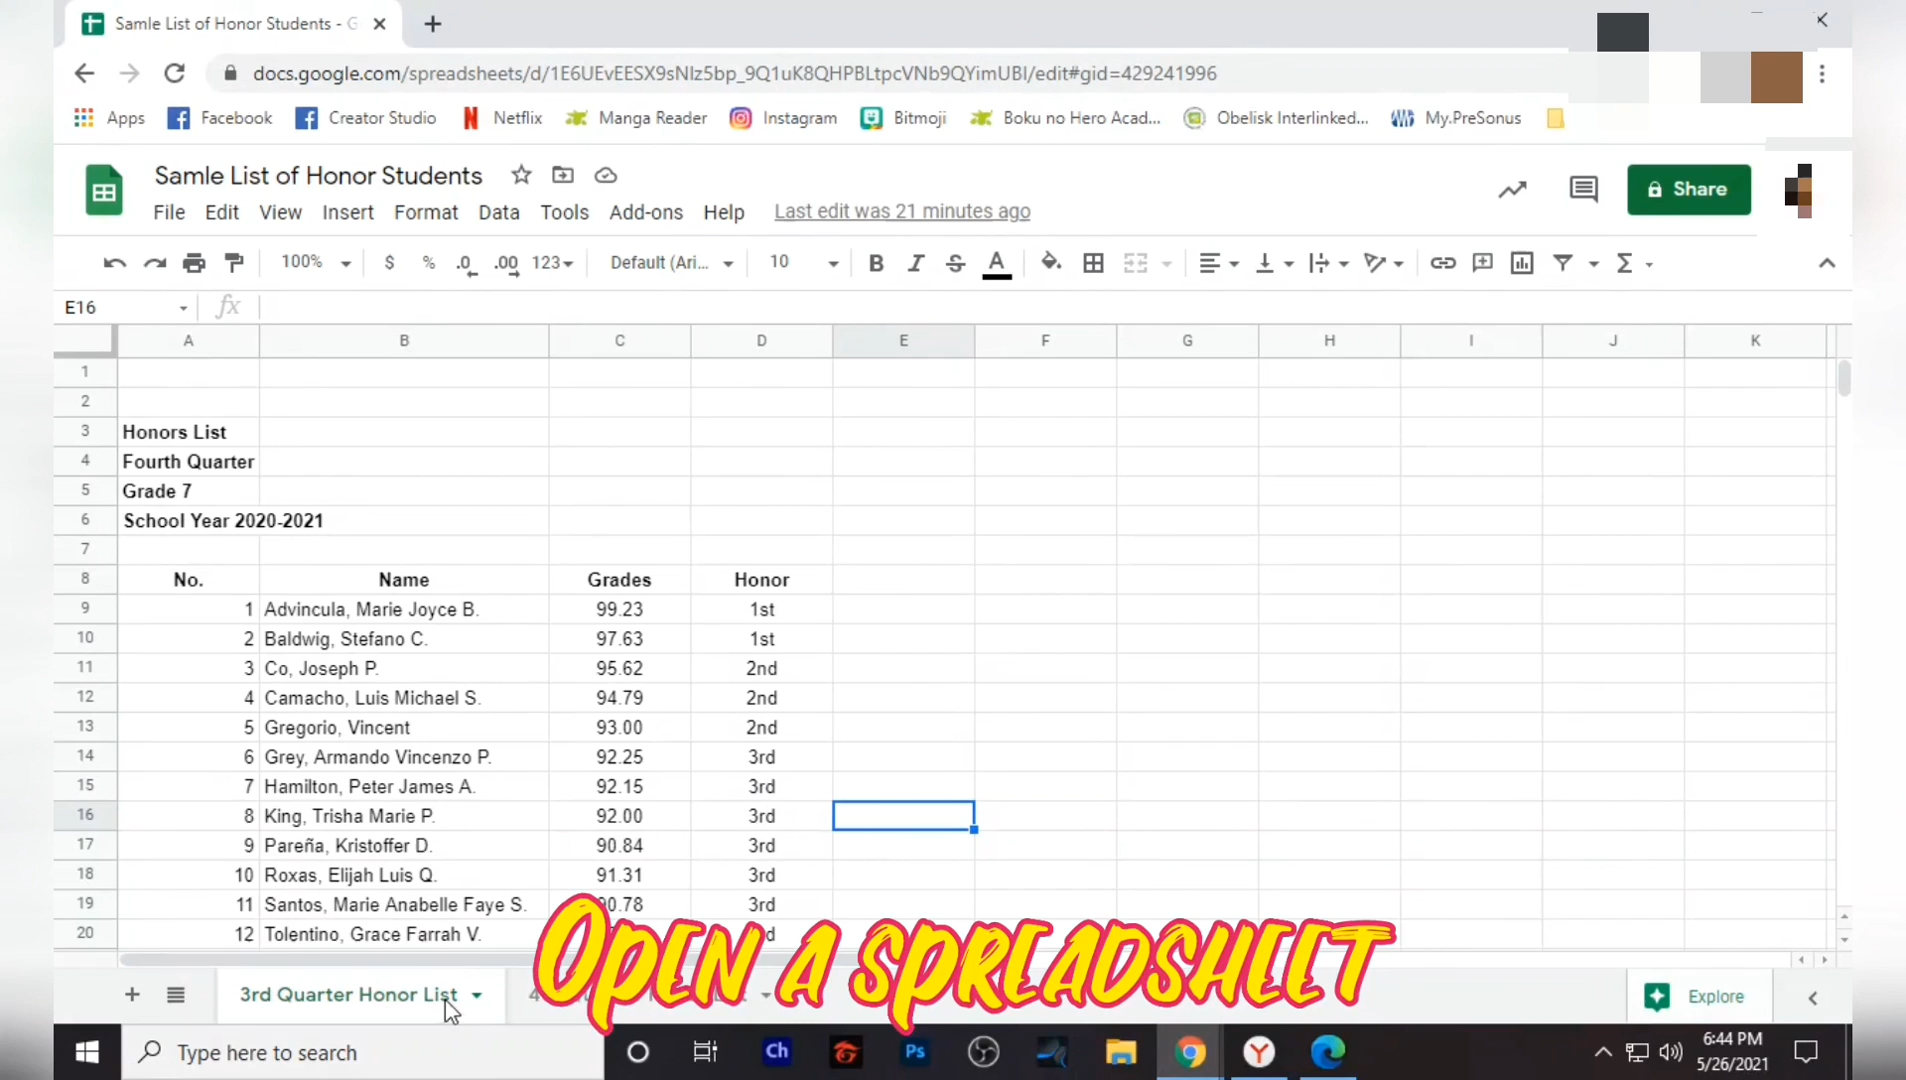 Samle List of Honor Students - G
docs.google.com/spreadsheets/d/1E6UEvEESX9sNlz5bp_9Q1uK8QHPBLtpcVNb9QYimUBI/edit#gid=429241996
Apps Facebook Creator Studio Netflix Manga Reader Instagram Bitmoji Boku no Hero Acad... Obelisk Interlinked... My.PreSonus
Samle List of Honor Students
Share
File Edit View Insert Format Data Tools Add-ons Help Last edit was 21 minutes ago
100% $ % .0 .00 123 Default (Ari... 10 B I S A Σ
E16 fx
A B C D E F G H I J K
1
2
3 Honors List
4 Fourth Quarter
5 Grade 7
6 School Year 2020-2021
7
8 No. Name Grades Honor
9 1 Advincula, Marie Joyce B. 99.23 1st
10 2 Baldwig, Stefano C. 97.63 1st
11 3 Co, Joseph P. 95.62 2nd
12 4 Camacho, Luis Michael S. 94.79 2nd
13 5 Gregorio, Vincent 93.00 2nd
14 6 Grey, Armando Vincenzo P. 92.25 3rd
15 7 Hamilton, Peter James A. 92.15 3rd
16 8 King, Trisha Marie P. 92.00 3rd
17 9 Pareña, Kristoffer D. 90.84 3rd
18 10 Roxas, Elijah Luis Q. 91.31 3rd
19 11 Santos, Marie Anabelle Faye S. 90.78 3rd
20 12 Tolentino, Grace Farrah V.
Open a spreadsheet
3rd Quarter Honor List
Explore
Type here to search
Ch Ps Y
6:44 PM
5/26/2021